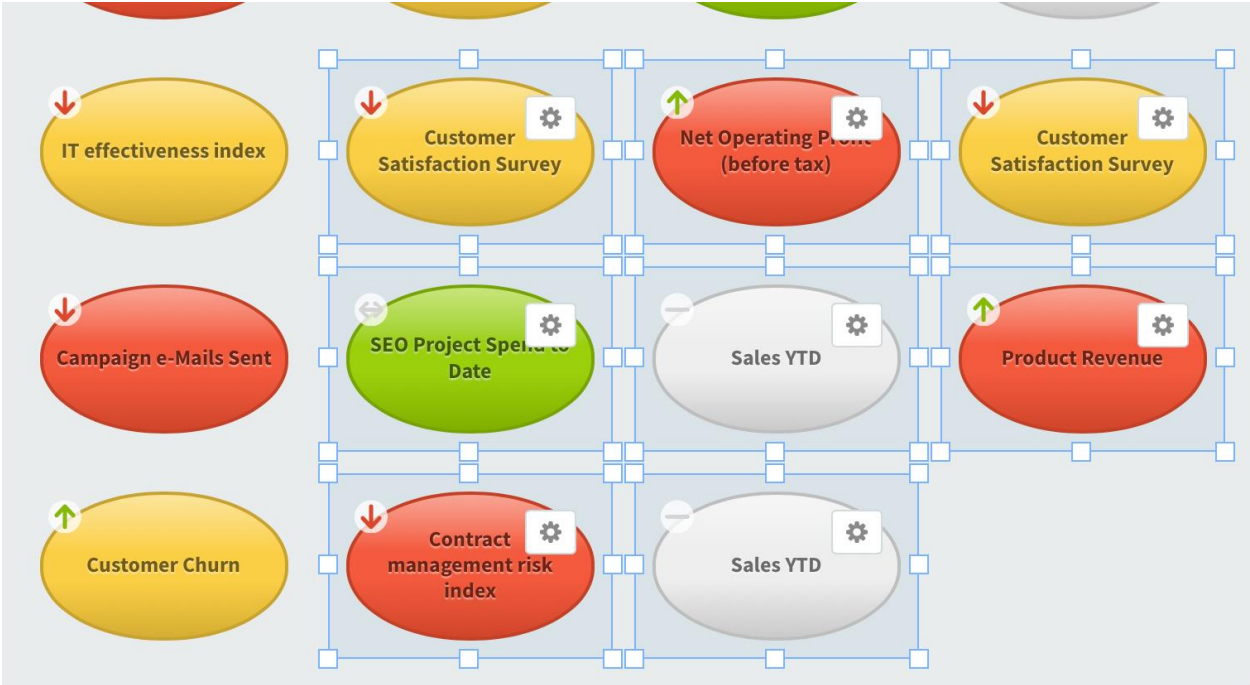 IT effectiveness index
Customer
Satisfaction Survey
Net Operating Profit
(before tax)
Customer
Satisfaction Survey
Campaign e-Mails Sent
SEO Project Spend to
Date
Sales YTD
Product Revenue
Customer Churn
Contract
management risk
index
Sales YTD